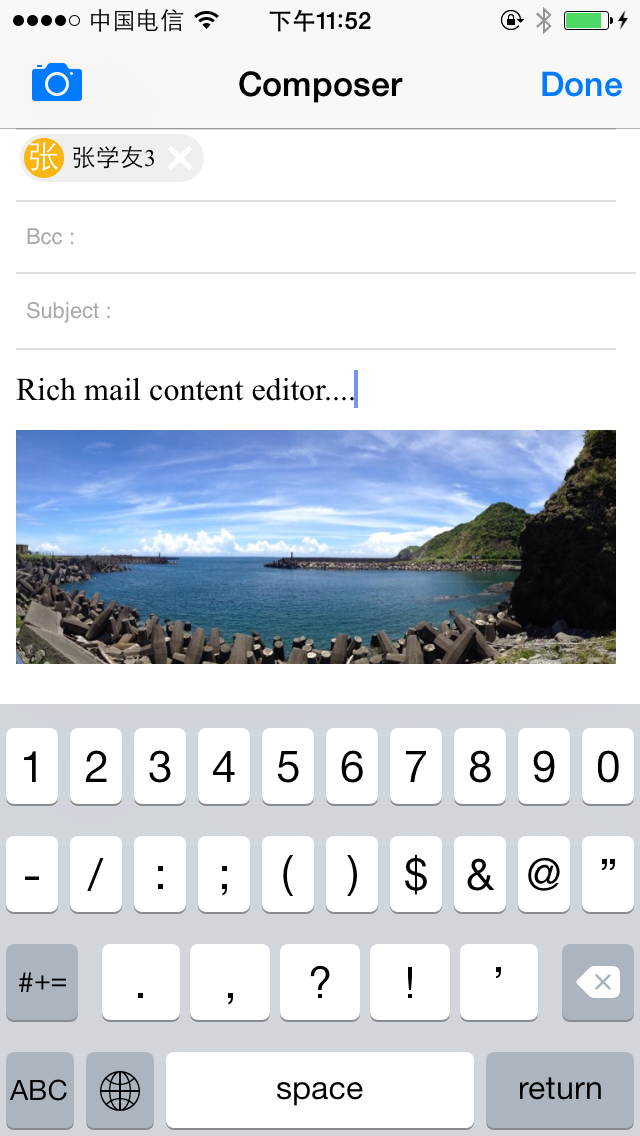 中国电信 下午11:52
Composer Done
张 张学友3
Bcc :
Subject :
Rich mail content editor....
1 2 3 4 5 6 7 8 9 0
- / : ; ( ) $ & @ ”
#+= . , ? ! ’
ABC space return